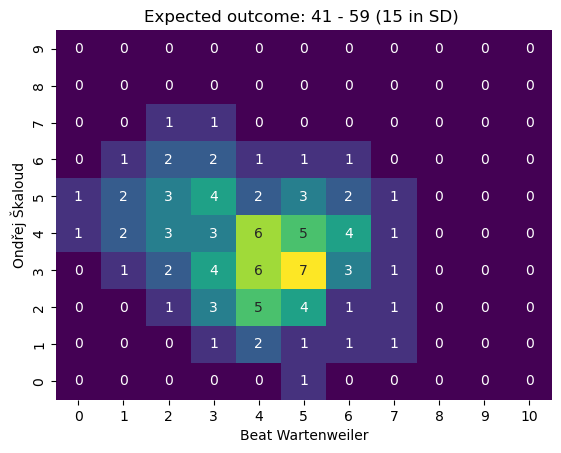 Expected outcome: 41 - 59 (15 in SD)
9 0 0 0 0 0 0 0 0 0 0 0
8 0 0 0 0 0 0 0 0 0 0 0
7 0 0 1 1 0 0 0 0 0 0 0
6 0 1 2 2 1 1 1 0 0 0 0
5 1 2 3 4 2 3 2 1 0 0 0
4 1 2 3 3 6 5 4 1 0 0 0
3 0 1 2 4 6 7 3 1 0 0 0
2 0 0 1 3 5 4 1 1 0 0 0
1 0 0 0 1 2 1 1 1 0 0 0
0 0 0 0 0 0 1 0 0 0 0 0
0 1 2 3 4 5 6 7 8 9 10
Ondřej Škaloud
Beat Wartenweiler